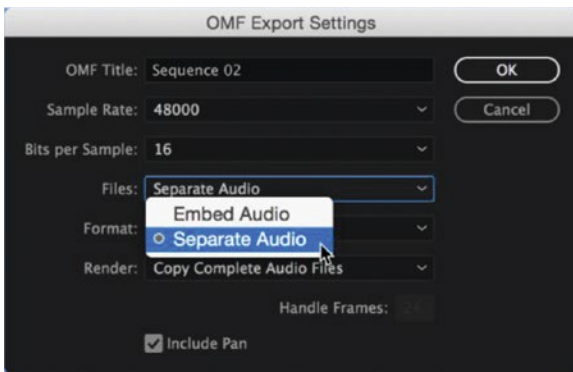 OMF Export Settings
OMF Title: Sequence 02
OK
Sample Rate: 48000
Cancel
Bits per Sample: 16
Files: Separate Audio
Embed Audio
Format:
Separate Audio
Render: Copy Complete Audio Files
Handle Frames:
Include Pan